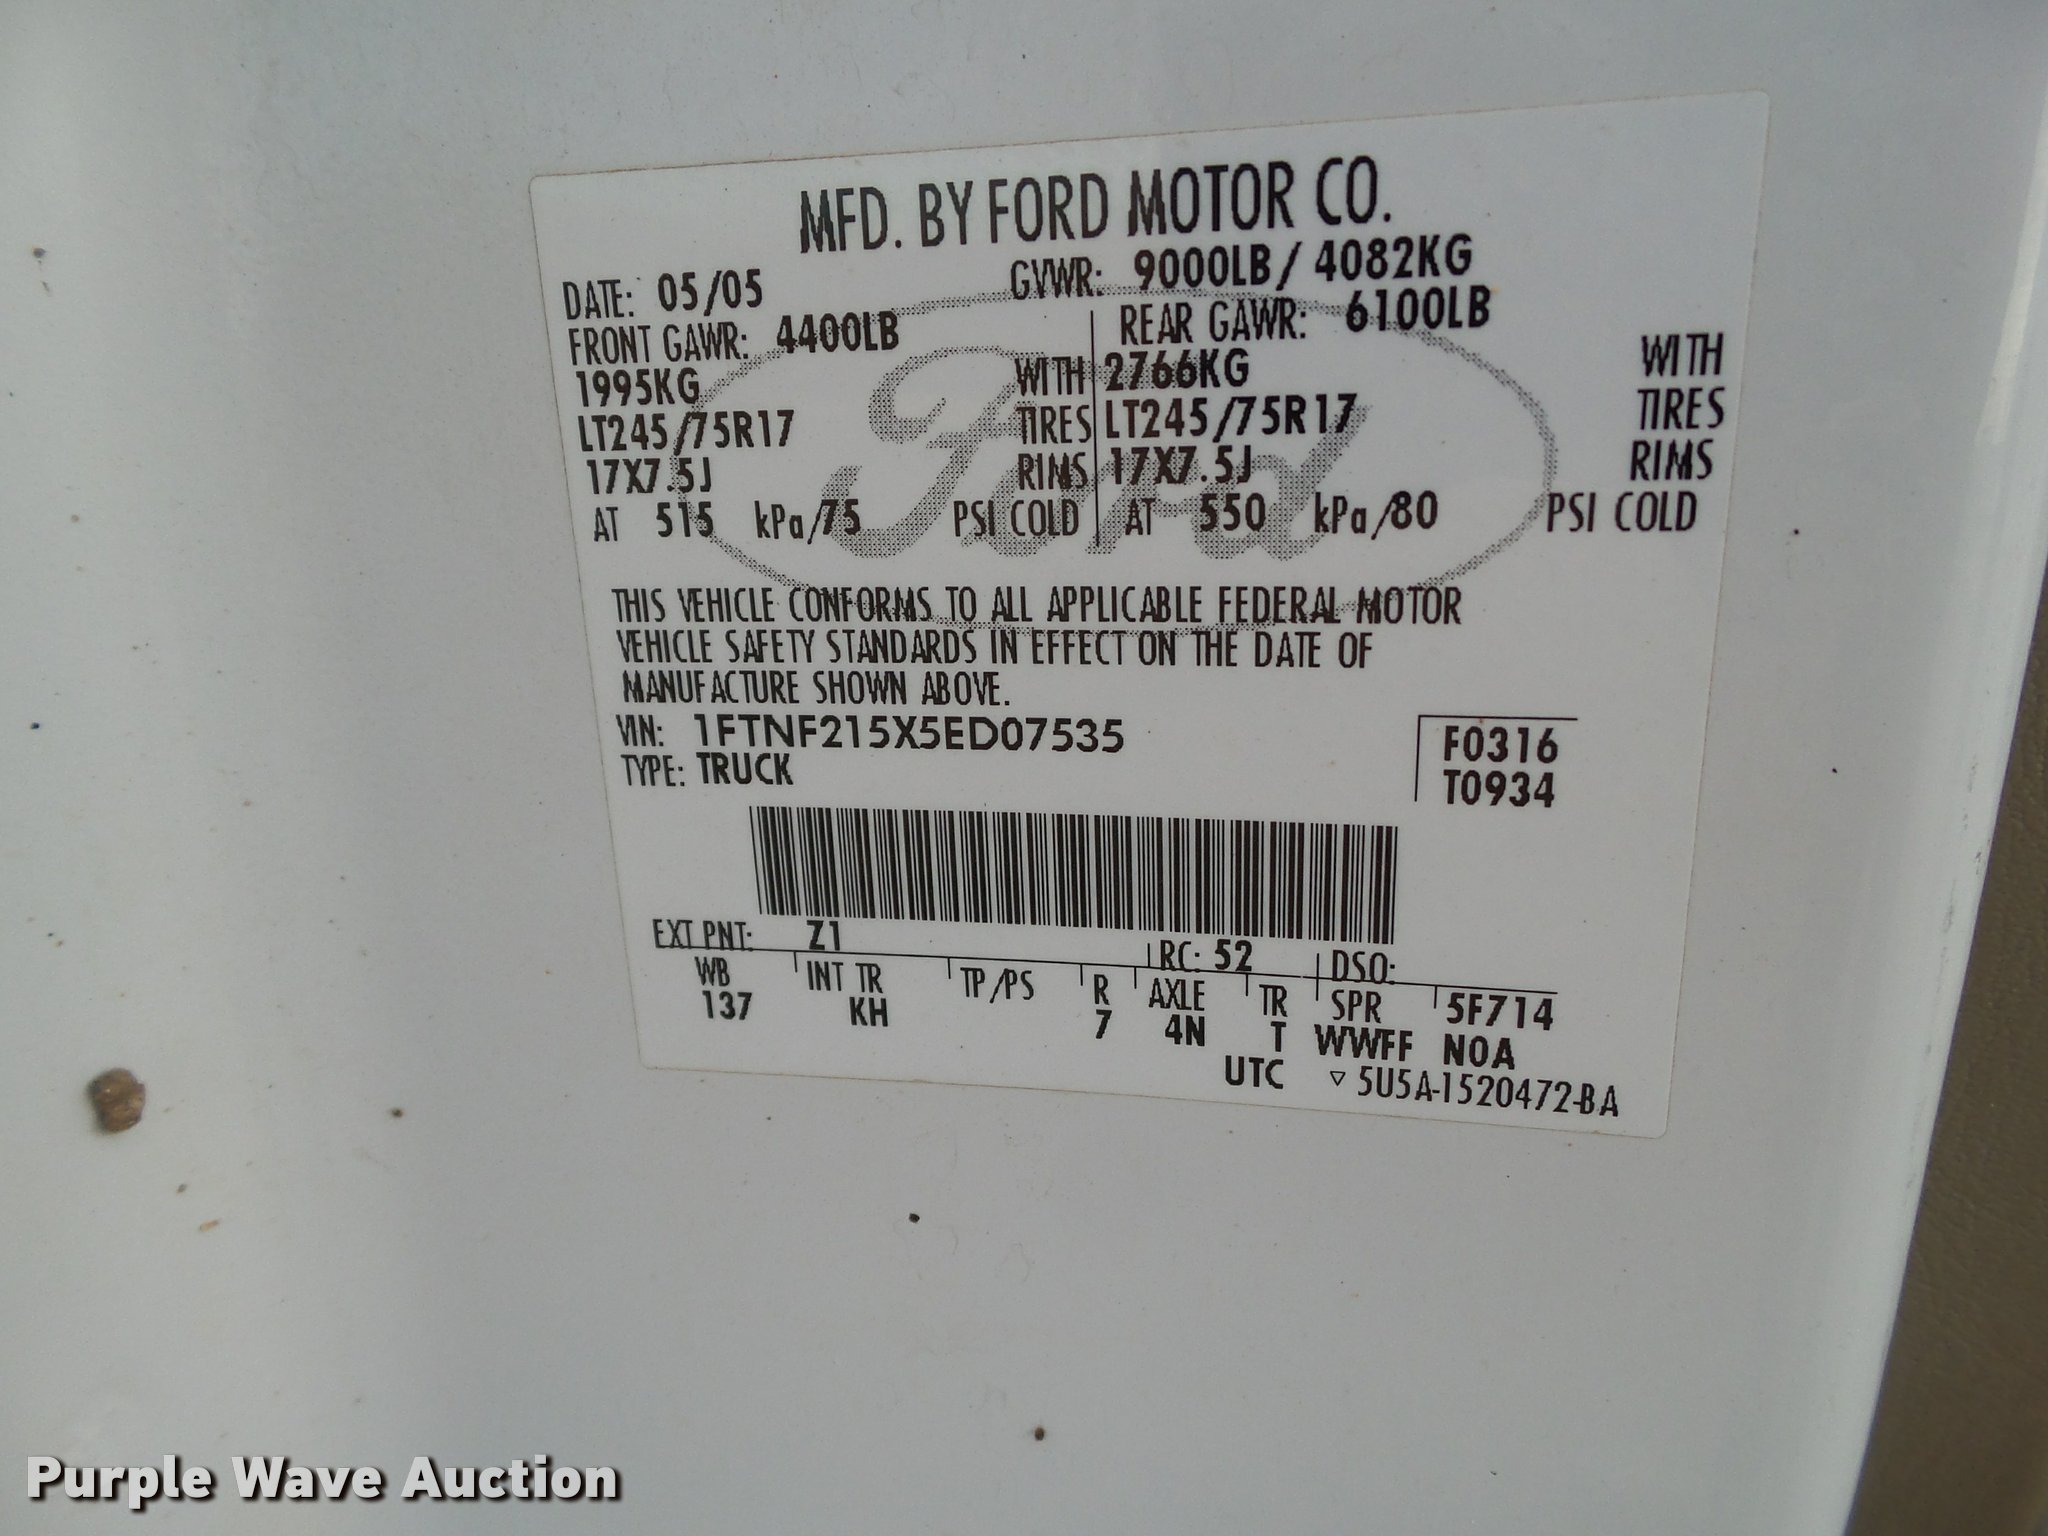 MFD. BY FORD MOTOR CO.
DATE: 05/05 GVWR: 9000LB/ 4082KG
FRONT GAWR: 4400LB REAR GAWR: 6100LB
1995KG WITH 2766KG WITH
LT245/75R17 TIRES LT245/75R17 TIRES
17X7.5J RIMS 17X7.5J RIMS
AT 515 kPa/75 PSI COLD AT 550 kPa/80 PSI COLD
Ford
THIS VEHICLE CONFORMS TO ALL APPLICABLE FEDERAL MOTOR
VEHICLE SAFETY STANDARDS IN EFFECT ON THE DATE OF
MANUFACTURE SHOWN ABOVE.
VIN: 1FTNF215X5ED07535 F0316
TYPE: TRUCK T0934
EXT PNT: Z1 RC: 52 DSO:
WB INT TR TP/PS R AXLE TR SPR 5F714
137 KH 7 4N T WWFF NOA
UTC ▽ 5U5A-1520472-BA
Purple Wave Auction